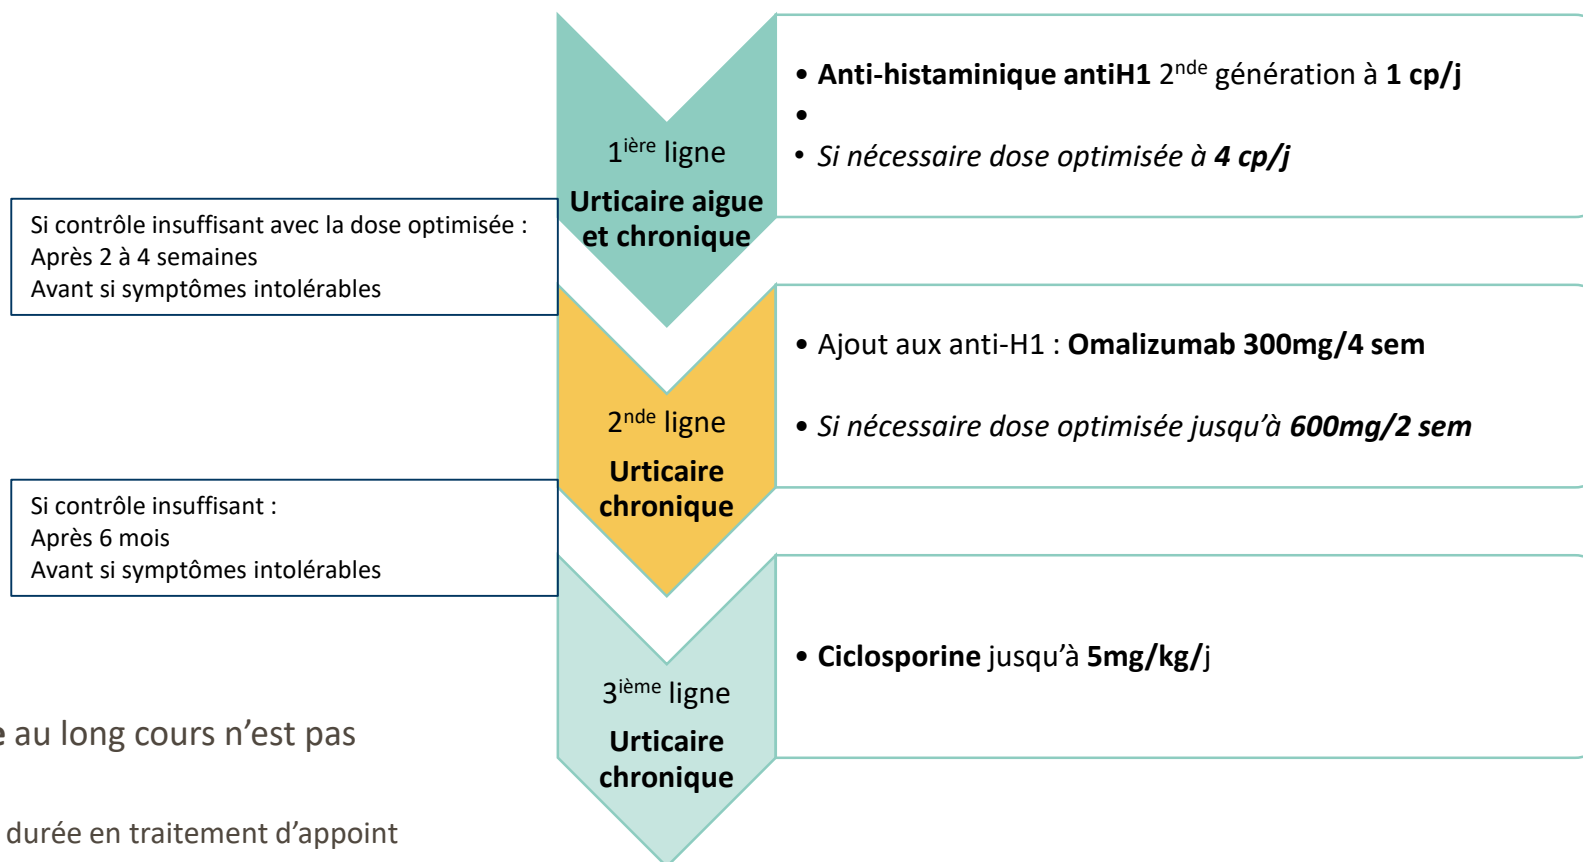 • Anti-histaminique antiH1 2nde génération à 1 cp/j
•
• Si nécessaire dose optimisée à 4 cp/j
1ière ligne
Urticaire aigue
et chronique
Si contrôle insuffisant avec la dose optimisée :
Après 2 à 4 semaines
Avant si symptômes intolérables
• Ajout aux anti-H1 : Omalizumab 300mg/4 sem
• Si nécessaire dose optimisée jusqu’à 600mg/2 sem
2nde ligne
Urticaire
chronique
Si contrôle insuffisant :
Après 6 mois
Avant si symptômes intolérables
• Ciclosporine jusqu’à 5mg/kg/j
3ième ligne
Urticaire
chronique
au long cours n’est pas
durée en traitement d’appoint